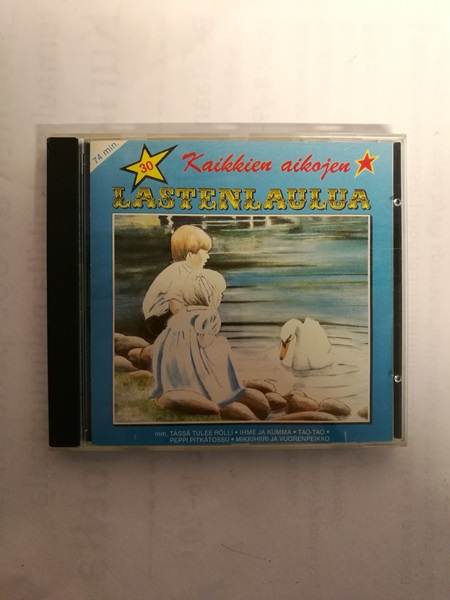 74 min.
30
Kaikkien aikojen
LASTENLAULUA
mm. TÄSSÄ TULEE RÖLLI • IHME JA KUMMA • TAO-TAO •
PEPPI PITKÄTOSSU • MIKKIHIIRI JA VUORENPEIKKO